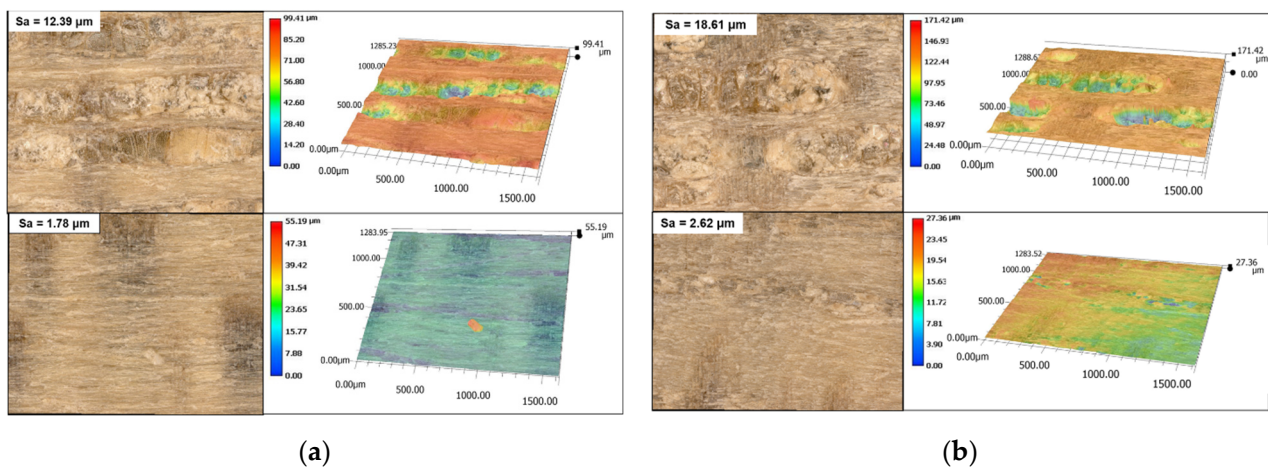 Sa = 12.39 µm
99.41 µm
85.20
71.00
56.80
42.60
28.40
14.20
0.00
1285.23
1000.00
500.00
0.00µm
0.00µm
500.00
1000.00
1500.00
99.41
µm
Sa = 1.78 µm
55.19 µm
47.31
39.42
31.54
23.65
15.77
7.88
0.00
1283.95
1000.00
500.00
0.00µm
0.00µm
500.00
1000.00
1500.00
55.19
µm
(a)
Sa = 18.61 µm
171.42 µm
146.93
122.44
97.95
73.46
48.97
24.48
0.00
1288.6
1000.00
500.00
0.00µm
0.00µm
500.00
1000.00
1500.00
171.42
µm
0.00
Sa = 2.62 µm
27.36 µm
23.45
19.54
15.63
11.72
7.81
3.90
0.00
1283.52
1000.00
500.00
0.00µm
0.00µm
500.00
1000.00
1500.00
27.36
µm
(b)